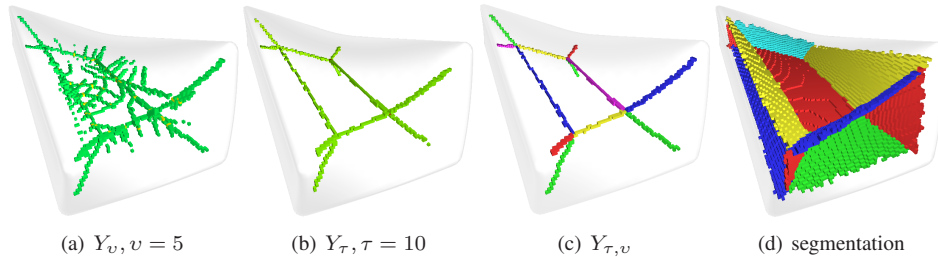 (a) Yυ, υ = 5
(b) Yτ, τ = 10
(c) Yτ,υ
(d) segmentation